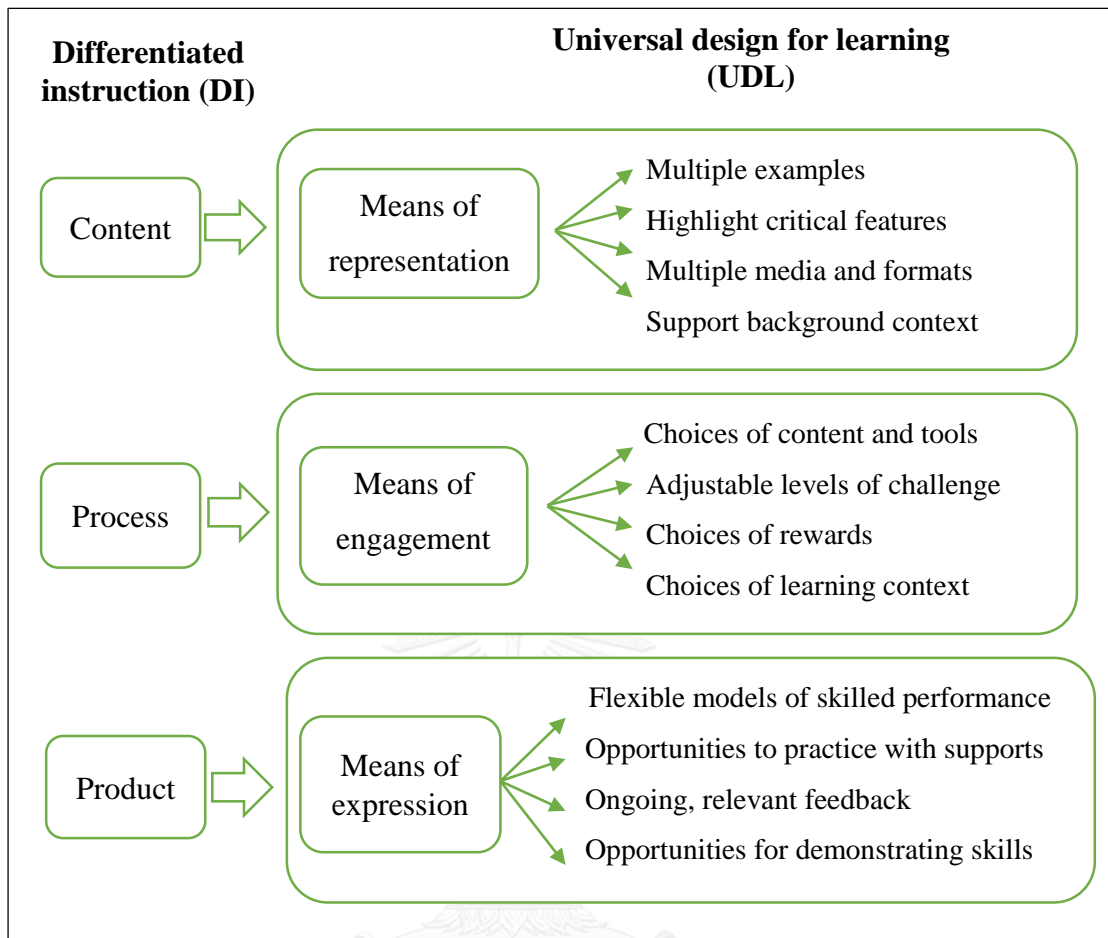 Differentiated
instruction (DI)
Universal design for learning
(UDL)
Content
Means of
representation
Multiple examples
Highlight critical features
Multiple media and formats
Support background context
Process
Means of
engagement
Choices of content and tools
Adjustable levels of challenge
Choices of rewards
Choices of learning context
Product
Means of
expression
Flexible models of skilled performance
Opportunities to practice with supports
Ongoing, relevant feedback
Opportunities for demonstrating skills